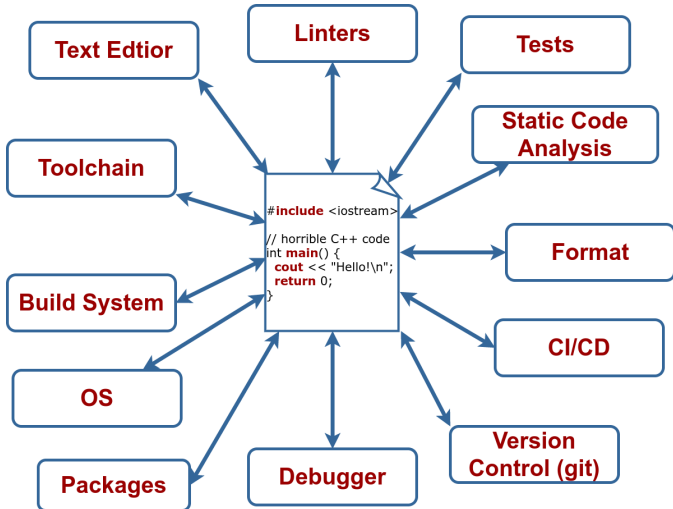 Linters
Text Edtior
Tests
Static Code
Analysis
Toolchain
#include <iostream>
// horrible C++ code
int main() {
cout << "Hello!\n";
return 0;
}
Format
Build System
CI/CD
OS
Version
Control (git)
Debugger
Packages